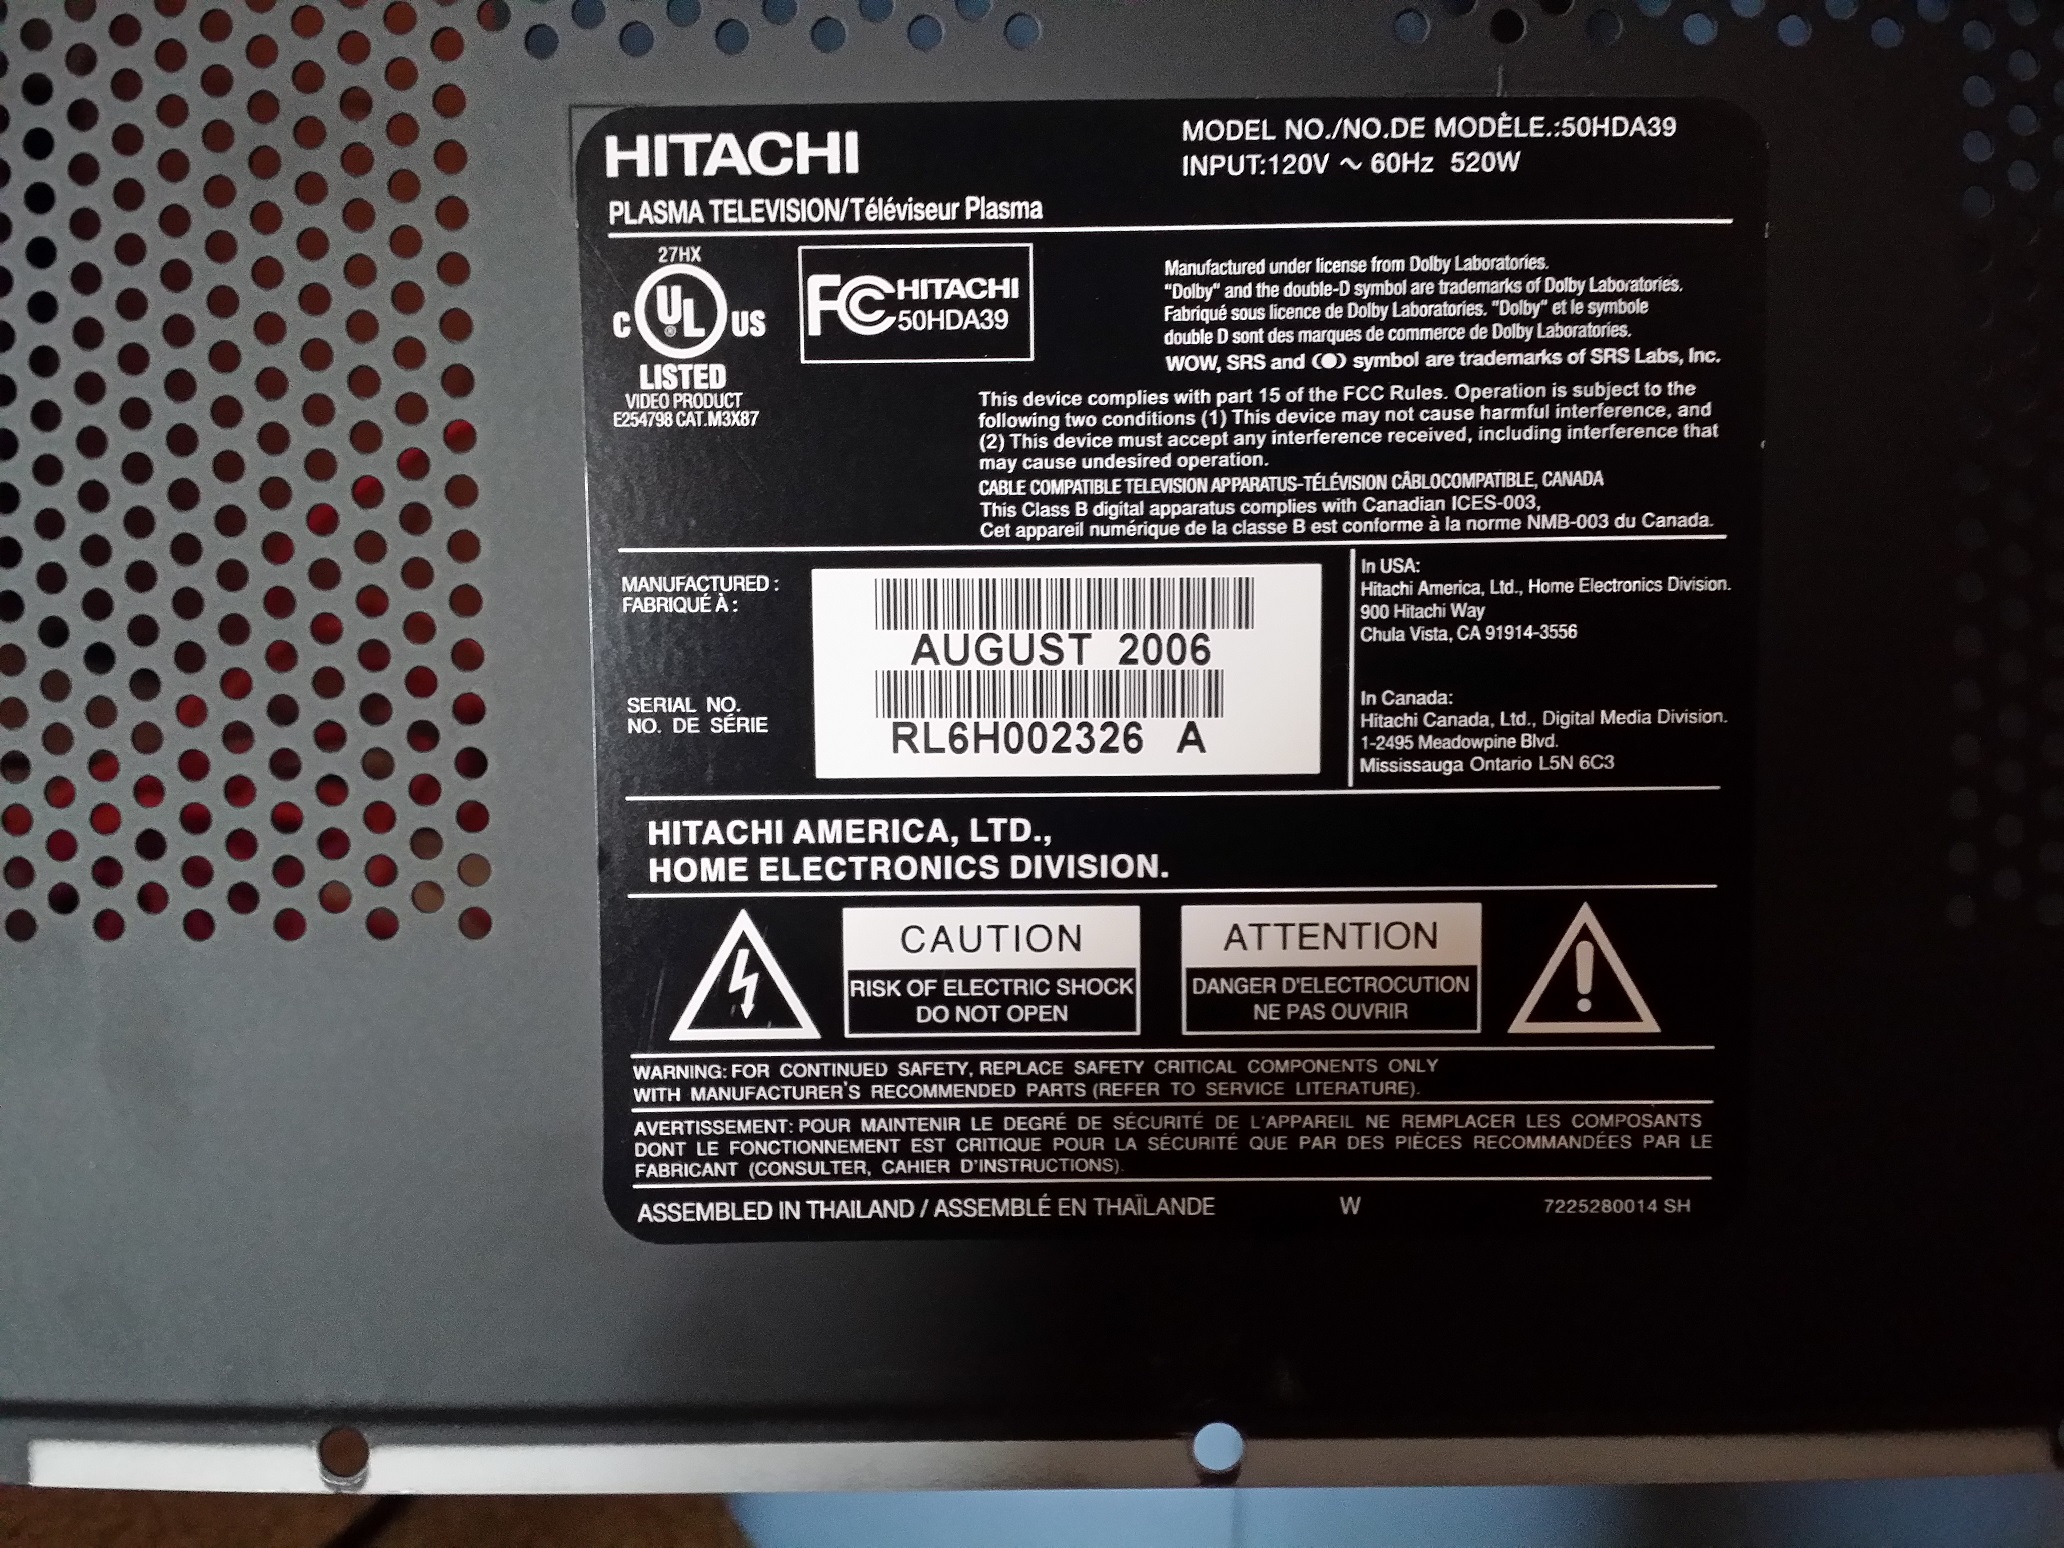 HITACHI
MODEL NO./NO.DE MODÈLE.:50HDA39
INPUT:120V ~ 60Hz 520W
PLASMA TELEVISION/Téléviseur Plasma
27HX
C UL US
®
LISTED
VIDEO PRODUCT
E254798 CAT.M3X87
FC HITACHI
50HDA39
Manufactured under license from Dolby Laboratories.
"Dolby" and the double-D symbol are trademarks of Dolby Laboratories.
Fabriqué sous licence de Dolby Laboratories. "Dolby" et le symbole
double D sont des marques de commerce de Dolby Laboratories.
WOW, SRS and (●) symbol are trademarks of SRS Labs, Inc.
This device complies with part 15 of the FCC Rules. Operation is subject to the
following two conditions (1) This device may not cause harmful interference, and
(2) This device must accept any interference received, including interference that
may cause undesired operation.
CABLE COMPATIBLE TELEVISION APPARATUS-TÉLÉVISION CÂBLOCOMPATIBLE, CANADA
This Class B digital apparatus complies with Canadian ICES-003,
Cet appareil numérique de la classe B est conforme à la norme NMB-003 du Canada.
MANUFACTURED :
FABRIQUÉ À :
AUGUST 2006
SERIAL NO.
NO. DE SÉRIE
RL6H002326 A
In USA:
Hitachi America, Ltd., Home Electronics Division.
900 Hitachi Way
Chula Vista, CA 91914-3556
In Canada:
Hitachi Canada, Ltd., Digital Media Division.
1-2495 Meadowpine Blvd.
Mississauga Ontario L5N 6C3
HITACHI AMERICA, LTD.,
HOME ELECTRONICS DIVISION.
CAUTION
RISK OF ELECTRIC SHOCK
DO NOT OPEN
ATTENTION
DANGER D'ELECTROCUTION
NE PAS OUVRIR
WARNING: FOR CONTINUED SAFETY, REPLACE SAFETY CRITICAL COMPONENTS ONLY
WITH MANUFACTURER'S RECOMMENDED PARTS (REFER TO SERVICE LITERATURE).
AVERTISSEMENT: POUR MAINTENIR LE DEGRÉ DE SÉCURITÉ DE L'APPAREIL NE REMPLACER LES COMPOSANTS
DONT LE FONCTIONNEMENT EST CRITIQUE POUR LA SÉCURITÉ QUE PAR DES PIÈCES RECOMMANDÉES PAR LE
FABRICANT (CONSULTER, CAHIER D'INSTRUCTIONS).
ASSEMBLED IN THAILAND / ASSEMBLÉ EN THAÏLANDE W 7225280014 SH